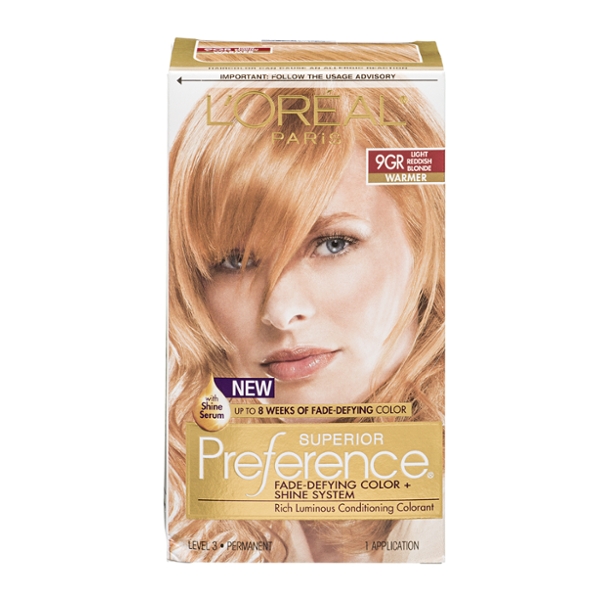 9GR
IMPORTANT: FOLLOW THE USAGE ADVISORY
L'ORÉAL
PARiS
9GR LIGHT
REDDISH
BLONDE
WARMER
with
Shine
Serum
NEW
UP TO 8 WEEKS OF FADE-DEFYING COLOR
SUPERIOR
Preference®
FADE-DEFYING COLOR +
SHINE SYSTEM
Rich Luminous Conditioning Colorant
LEVEL 3 • PERMANENT
1 APPLICATION